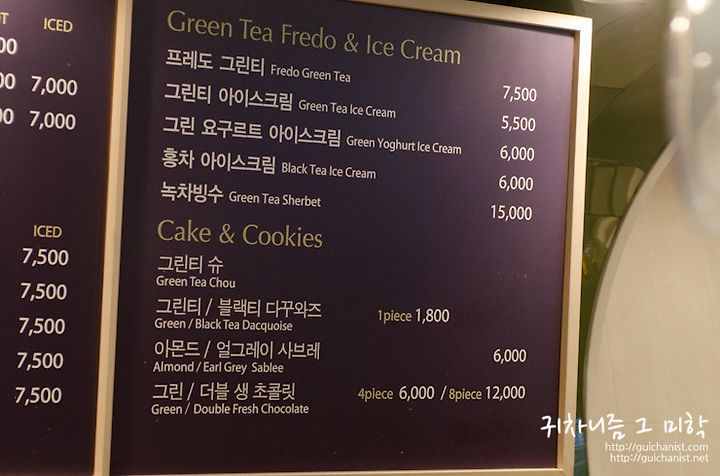 ICED
7,000
7,000
ICED
7,500
7,500
7,500
7,500
7,500
Green Tea Fredo & Ice Cream
프레도 그린티 Fredo Green Tea 7,500
그린티 아이스크림 Green Tea Ice Cream 5,500
그린 요구르트 아이스크림 Green Yoghurt Ice Cream 6,000
홍차 아이스크림 Black Tea Ice Cream 6,000
녹차빙수 Green Tea Sherbet 15,000
Cake & Cookies
그린티 슈
Green Tea Chou
그린티 / 블랙티 다꾸와즈 1piece 1,800
Green / Black Tea Dacquoise
아몬드 / 얼그레이 사브레 6,000
Almond / Earl Grey Sablee
그린 / 더블 생 초콜릿 4piece 6,000 / 8piece 12,000
Green / Double Fresh Chocolate
귀차니즘 그 미학
http://guichanist.com
http://guichanist.net